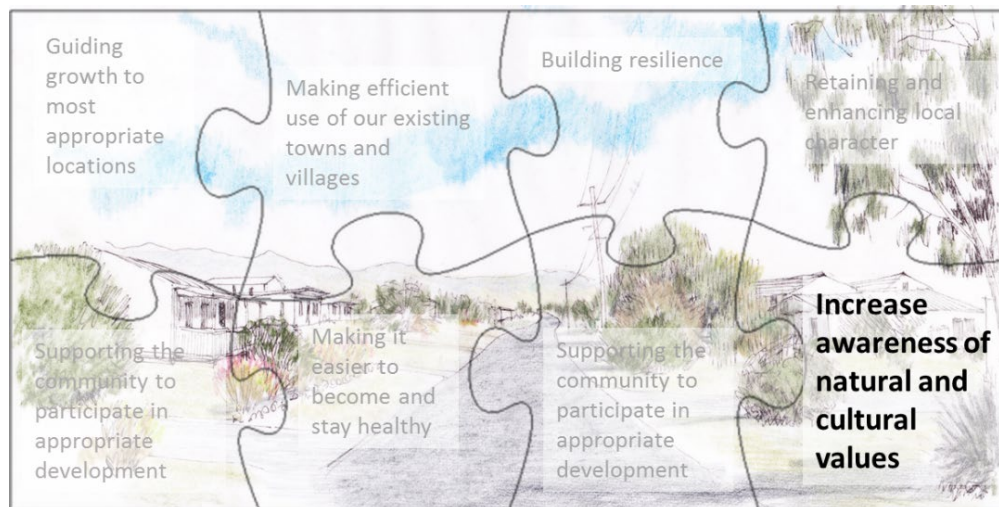 Guiding
growth to
most
appropriate
locations
Making efficient
use of our existing
towns and
villages
Building resilience
Retaining and
enhancing local
character
Supporting the
community to
participate in
appropriate
development
Making it
easier to
become and
stay healthy
Supporting the
community to
participate in
appropriate
development
Increase
awareness of
natural and
cultural
values